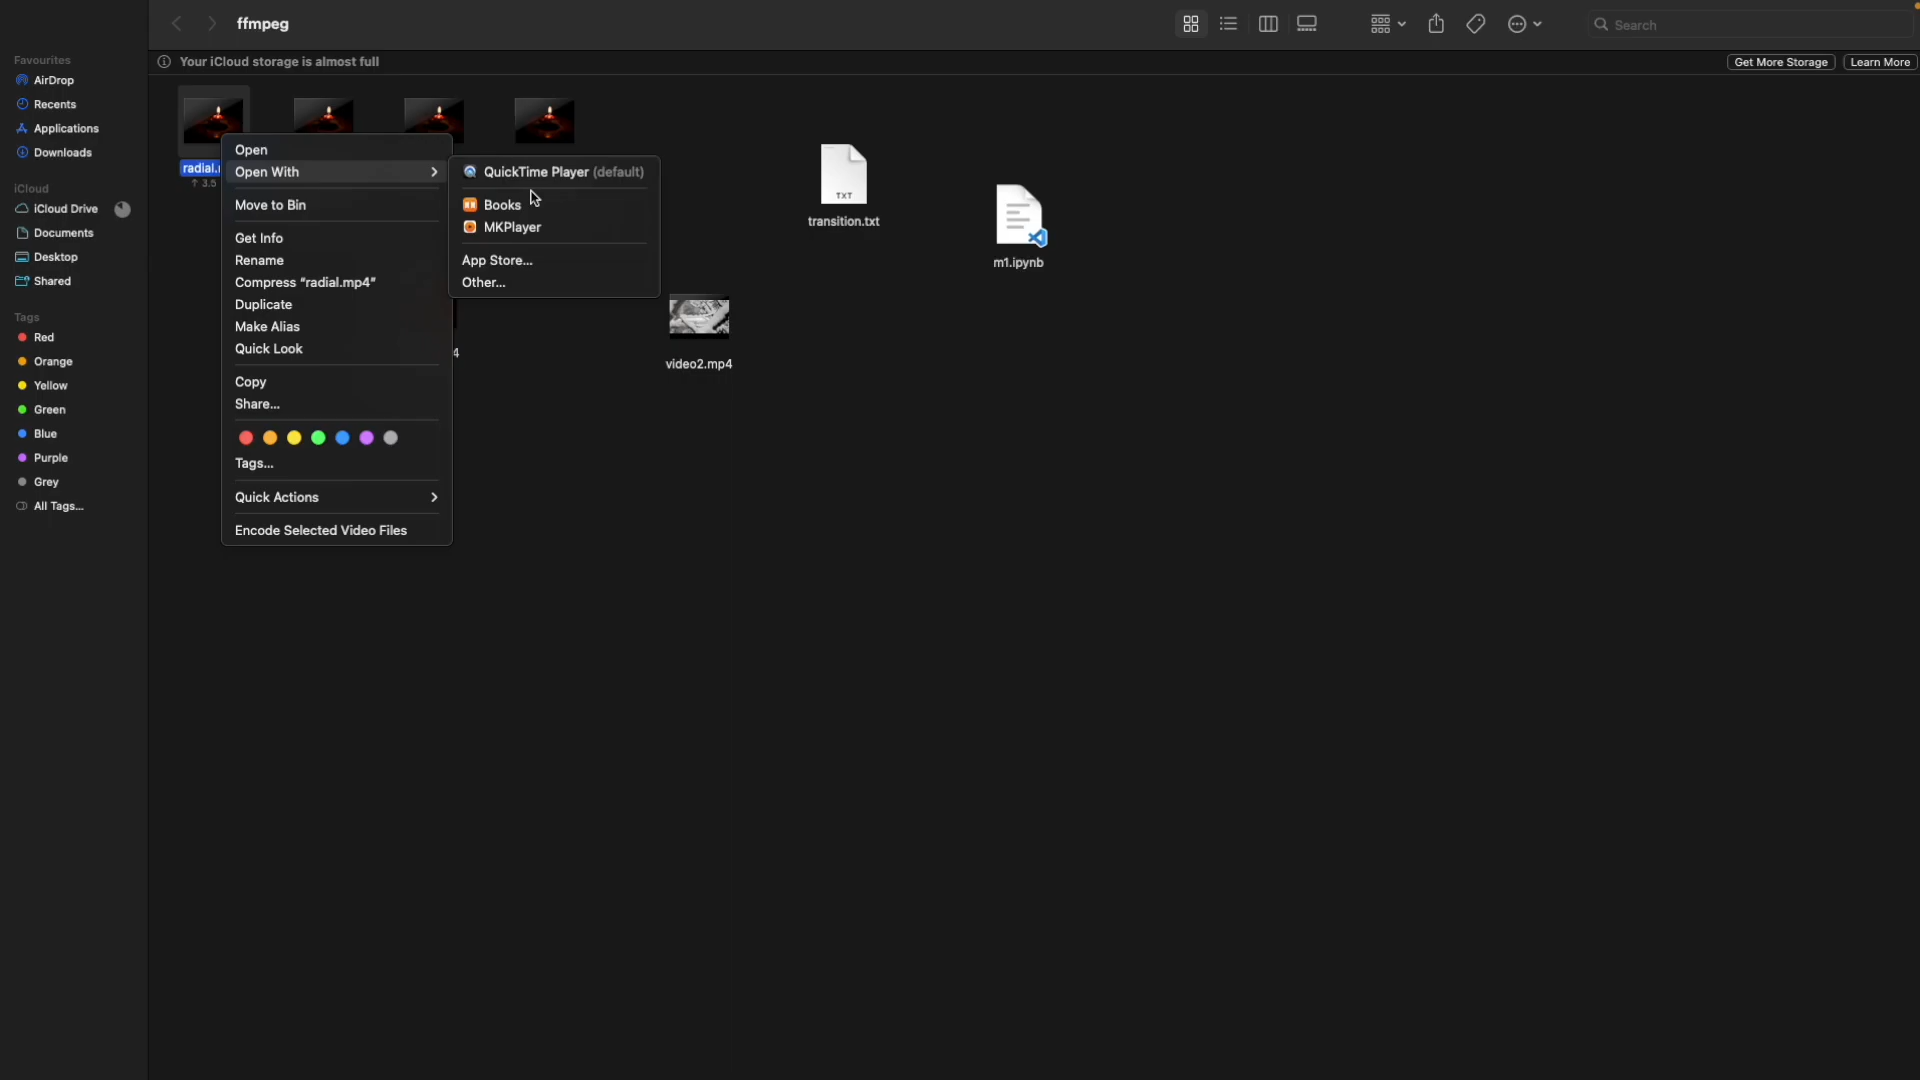 ffmpeg
Search
Your iCloud storage is almost full
Get More Storage
Learn More
Favourites
AirDrop
Recents
Applications
Downloads
iCloud
iCloud Drive
Documents
Desktop
Shared
Tags
Red
Orange
Yellow
Green
Blue
Purple
Grey
All Tags...
radial.
↑ 3.5
Open
Open With
Move to Bin
Get Info
Rename
Compress “radial.mp4”
Duplicate
Make Alias
Quick Look
Copy
Share...
Tags...
Quick Actions
Encode Selected Video Files
QuickTime Player (default)
Books
MKPlayer
App Store...
Other...
4
video2.mp4
TXT
transition.txt
m1.ipynb